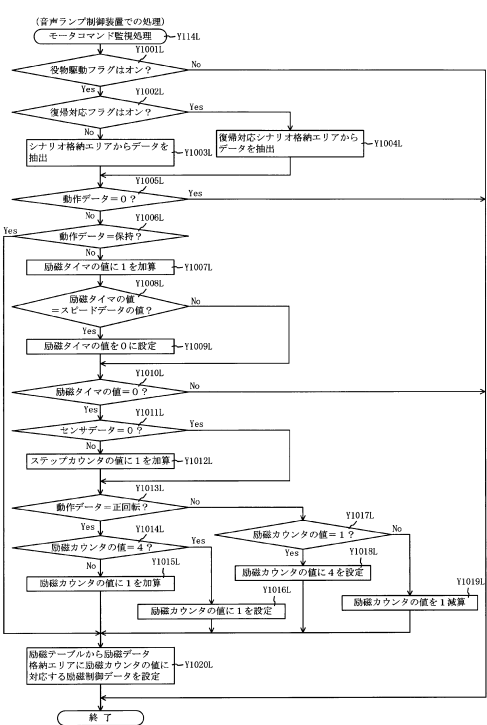 (音声ランプ制御装置での処理)
モータコマンド監視処理
Y114L
Y1001L
役物駆動フラグはオン?
No
Yes
Y1002L
復帰対応フラグはオン?
Yes
No
シナリオ格納エリアからデータを
抽出
Y1003L
復帰対応シナリオ格納エリアから
データを抽出
Y1004L
Y1005L
動作データ=0?
Yes
No
Y1006L
Yes
動作データ=保持?
No
励磁タイマの値に1を加算
Y1007L
Y1008L
励磁タイマの値
=スピードデータの値?
No
Yes
励磁タイマの値を0に設定
Y1009L
Y1010L
励磁タイマの値=0?
No
Yes
Y1011L
センサデータ=0?
Yes
No
ステップカウンタの値に1を加算
Y1012L
Y1013L
動作データ=正回転?
No
Yes
Y1014L
励磁カウンタの値=4?
Yes
No
Y1015L
励磁カウンタの値に1を加算
Y1016L
励磁カウンタの値に1を設定
Y1017L
励磁カウンタの値=1?
No
Yes
Y1018L
励磁カウンタの値に4を設定
Y1019L
励磁カウンタの値を1減算
励磁テーブルから励磁データ
格納エリアに励磁カウンタの値に
対応する励磁制御データを設定
Y1020L
終了